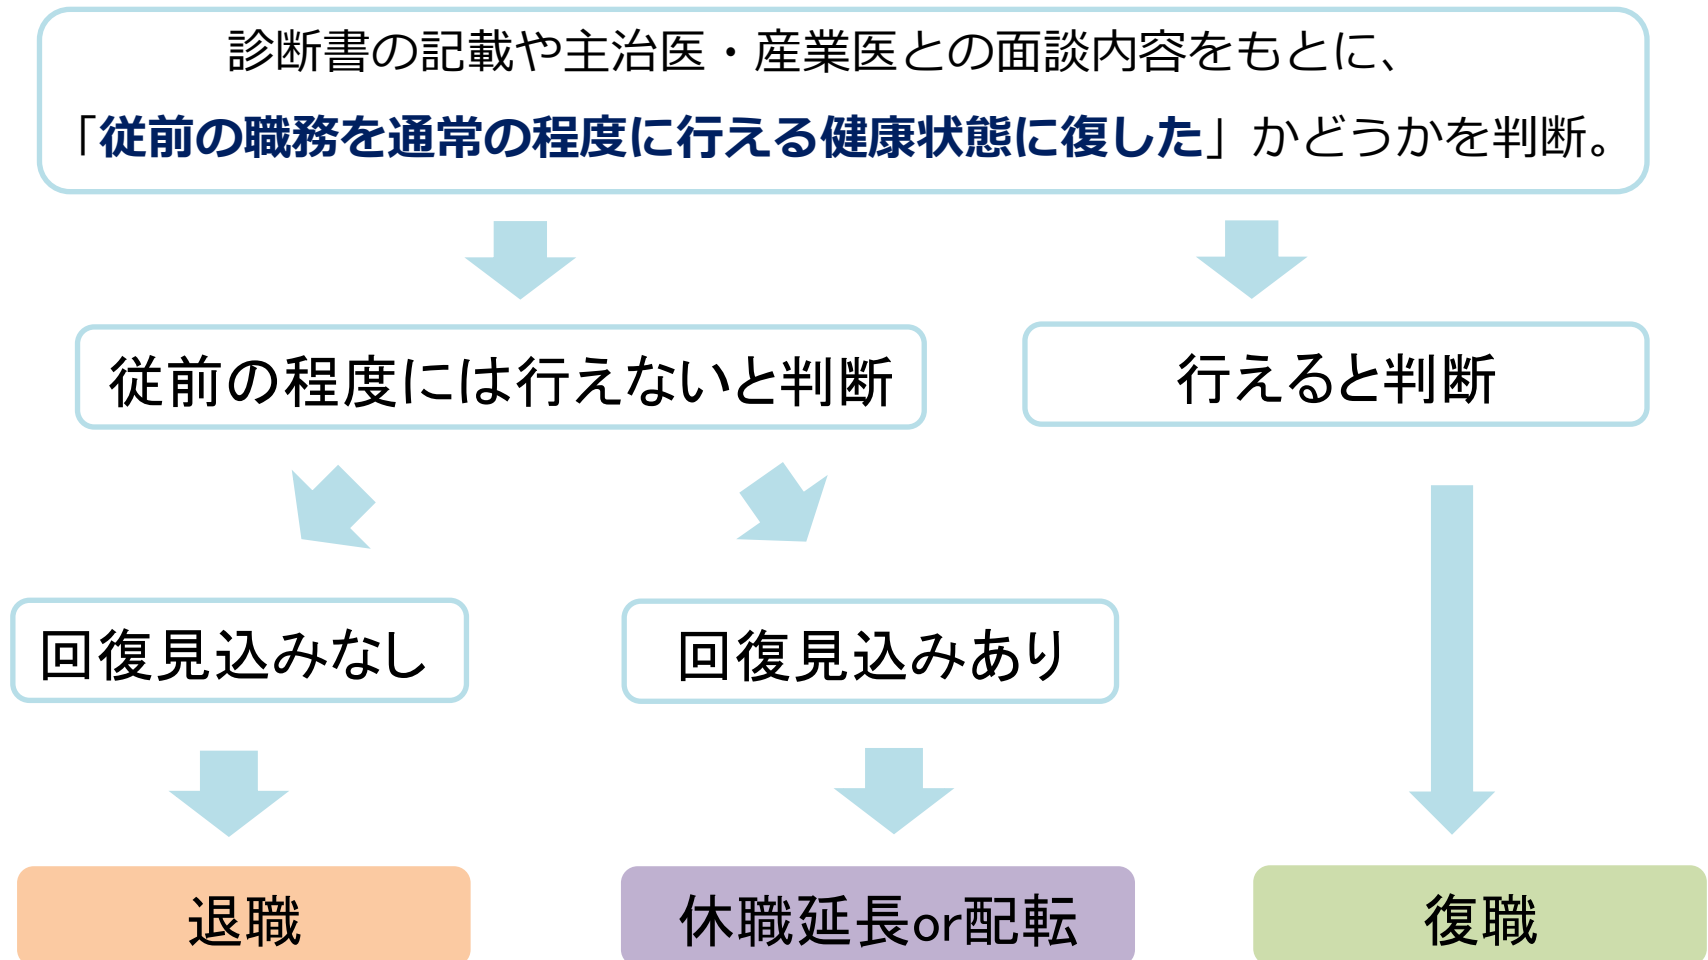 診断書の記載や主治医・産業医との面談内容をもとに、
「従前の職務を通常の程度に行える健康状態に復した」かどうかを判断。
従前の程度には行えないと判断
行えると判断
回復見込みなし
回復見込みあり
退職
休職延長or配転
復職